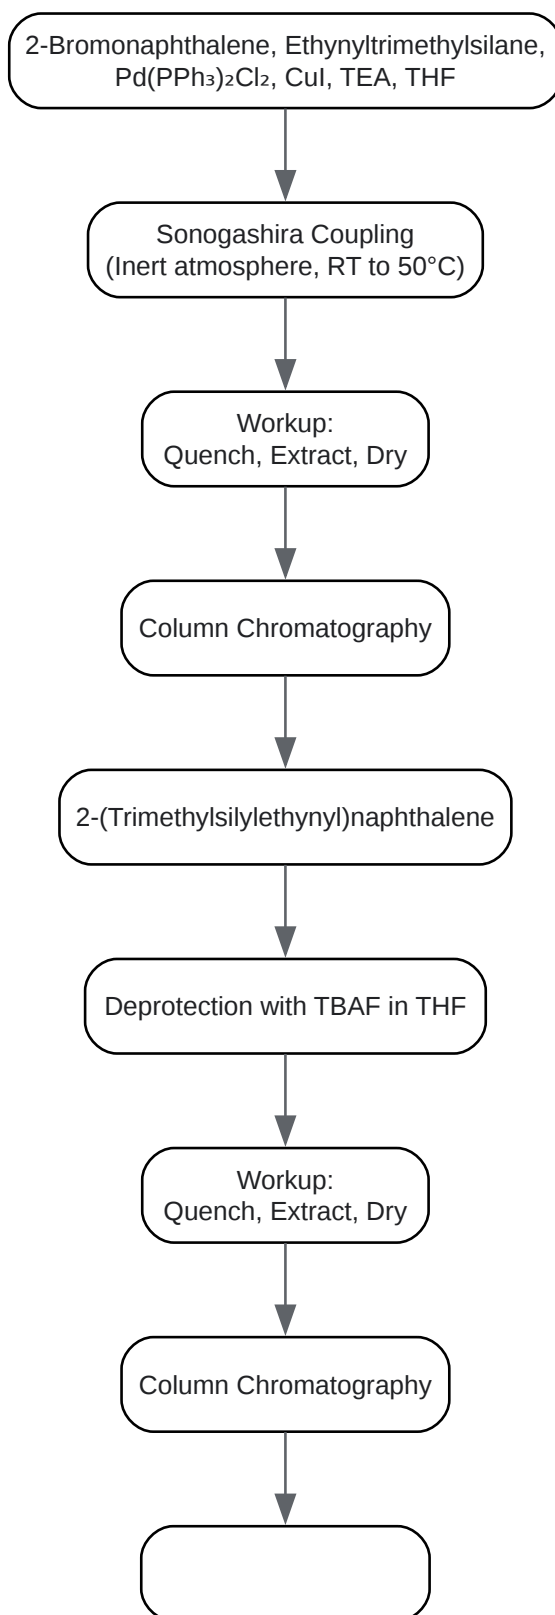 2-Bromonaphthalene, Ethynyltrimethylsilane,
Pd(PPh₃)₂Cl₂, CuI, TEA, THF
Sonogashira Coupling
(Inert atmosphere, RT to 50°C)
Workup:
Quench, Extract, Dry
Column Chromatography
2-(Trimethylsilylethynyl)naphthalene
Deprotection with TBAF in THF
Workup:
Quench, Extract, Dry
Column Chromatography